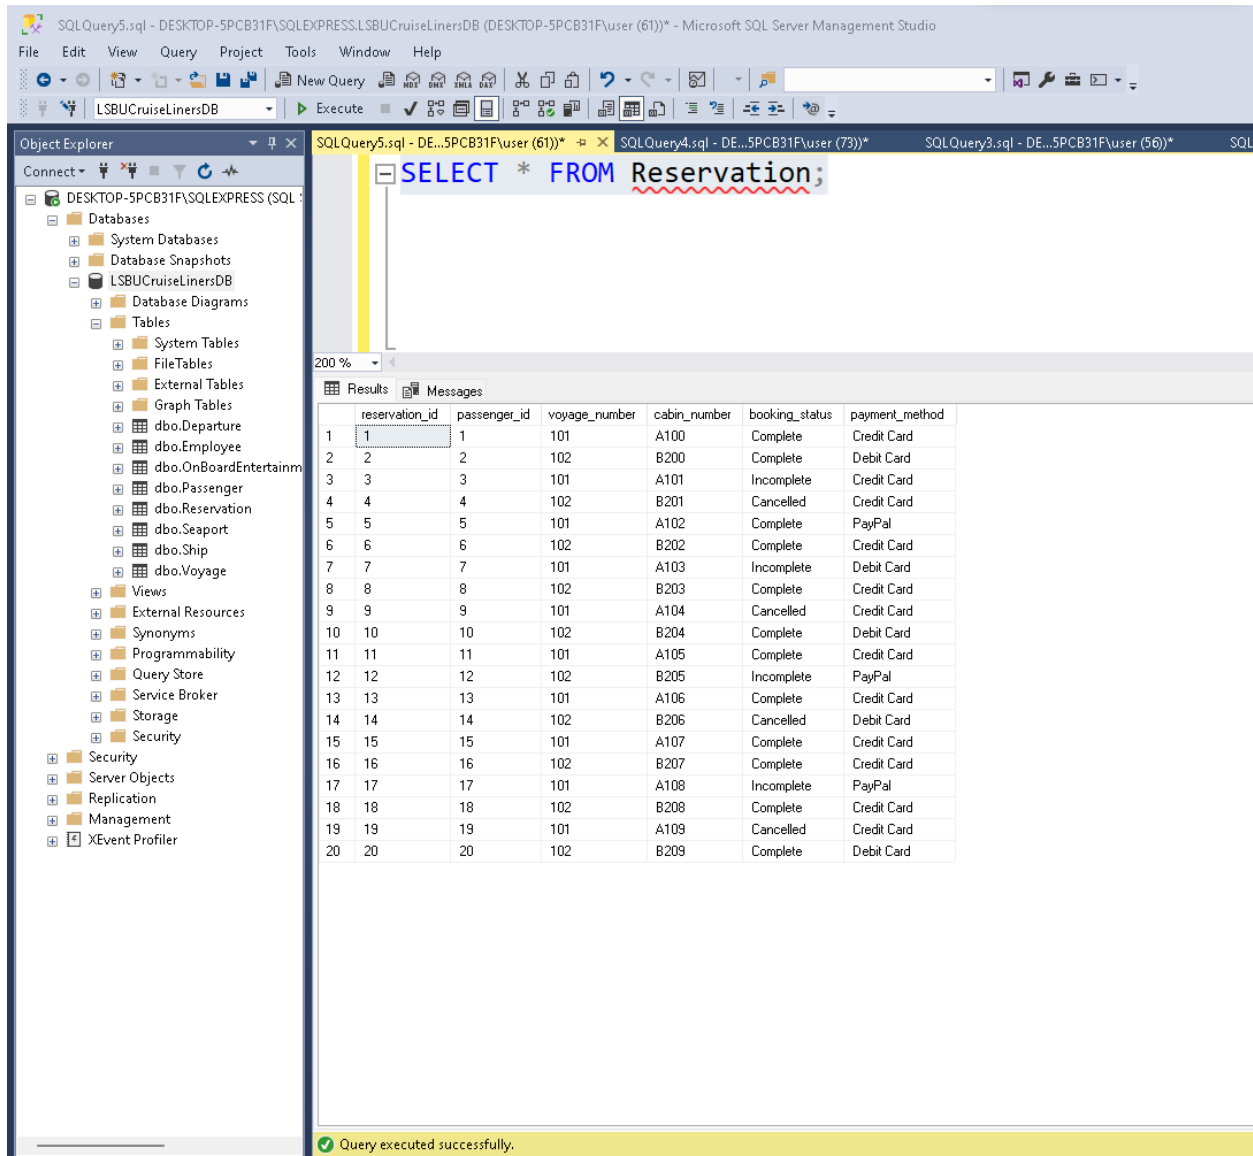 SQLQuery5.sql - DESKTOP-5PCB31F\SQLEXPRESS.LSBUCruiseLinersDB (DESKTOP-5PCB31F\user (61))* - Microsoft SQL Server Management Studio
File Edit View Query Project Tools Window Help
New Query MDX DMX XMLA DAX
LSBUCruiseLinersDB Execute
Object Explorer
SQLQuery5.sql - DE...5PCB31F\user (61))* SQLQuery4.sql - DE...5PCB31F\user (73))* SQLQuery3.sql - DE...5PCB31F\user (56))* SQL
Connect
SELECT * FROM Reservation;
DESKTOP-5PCB31F\SQLEXPRESS (SQL S
Databases
System Databases
Database Snapshots
LSBUCruiseLinersDB
Database Diagrams
Tables
System Tables
FileTables
External Tables
Graph Tables
dbo.Departure
dbo.Employee
dbo.OnBoardEntertainm
dbo.Passenger
dbo.Reservation
dbo.Seaport
dbo.Ship
dbo.Voyage
Views
External Resources
Synonyms
Programmability
Query Store
Service Broker
Storage
Security
Security
Server Objects
Replication
Management
XEvent Profiler
200 %
Results Messages
reservation_id passenger_id voyage_number cabin_number booking_status payment_method
1 1 1 101 A100 Complete Credit Card
2 2 2 102 B200 Complete Debit Card
3 3 3 101 A101 Incomplete Credit Card
4 4 4 102 B201 Cancelled Credit Card
5 5 5 101 A102 Complete PayPal
6 6 6 102 B202 Complete Credit Card
7 7 7 101 A103 Incomplete Debit Card
8 8 8 102 B203 Complete Credit Card
9 9 9 101 A104 Cancelled Credit Card
10 10 10 102 B204 Complete Debit Card
11 11 11 101 A105 Complete Credit Card
12 12 12 102 B205 Incomplete PayPal
13 13 13 101 A106 Complete Credit Card
14 14 14 102 B206 Cancelled Debit Card
15 15 15 101 A107 Complete Credit Card
16 16 16 102 B207 Complete Credit Card
17 17 17 101 A108 Incomplete PayPal
18 18 18 102 B208 Complete Credit Card
19 19 19 101 A109 Cancelled Credit Card
20 20 20 102 B209 Complete Debit Card
Query executed successfully.